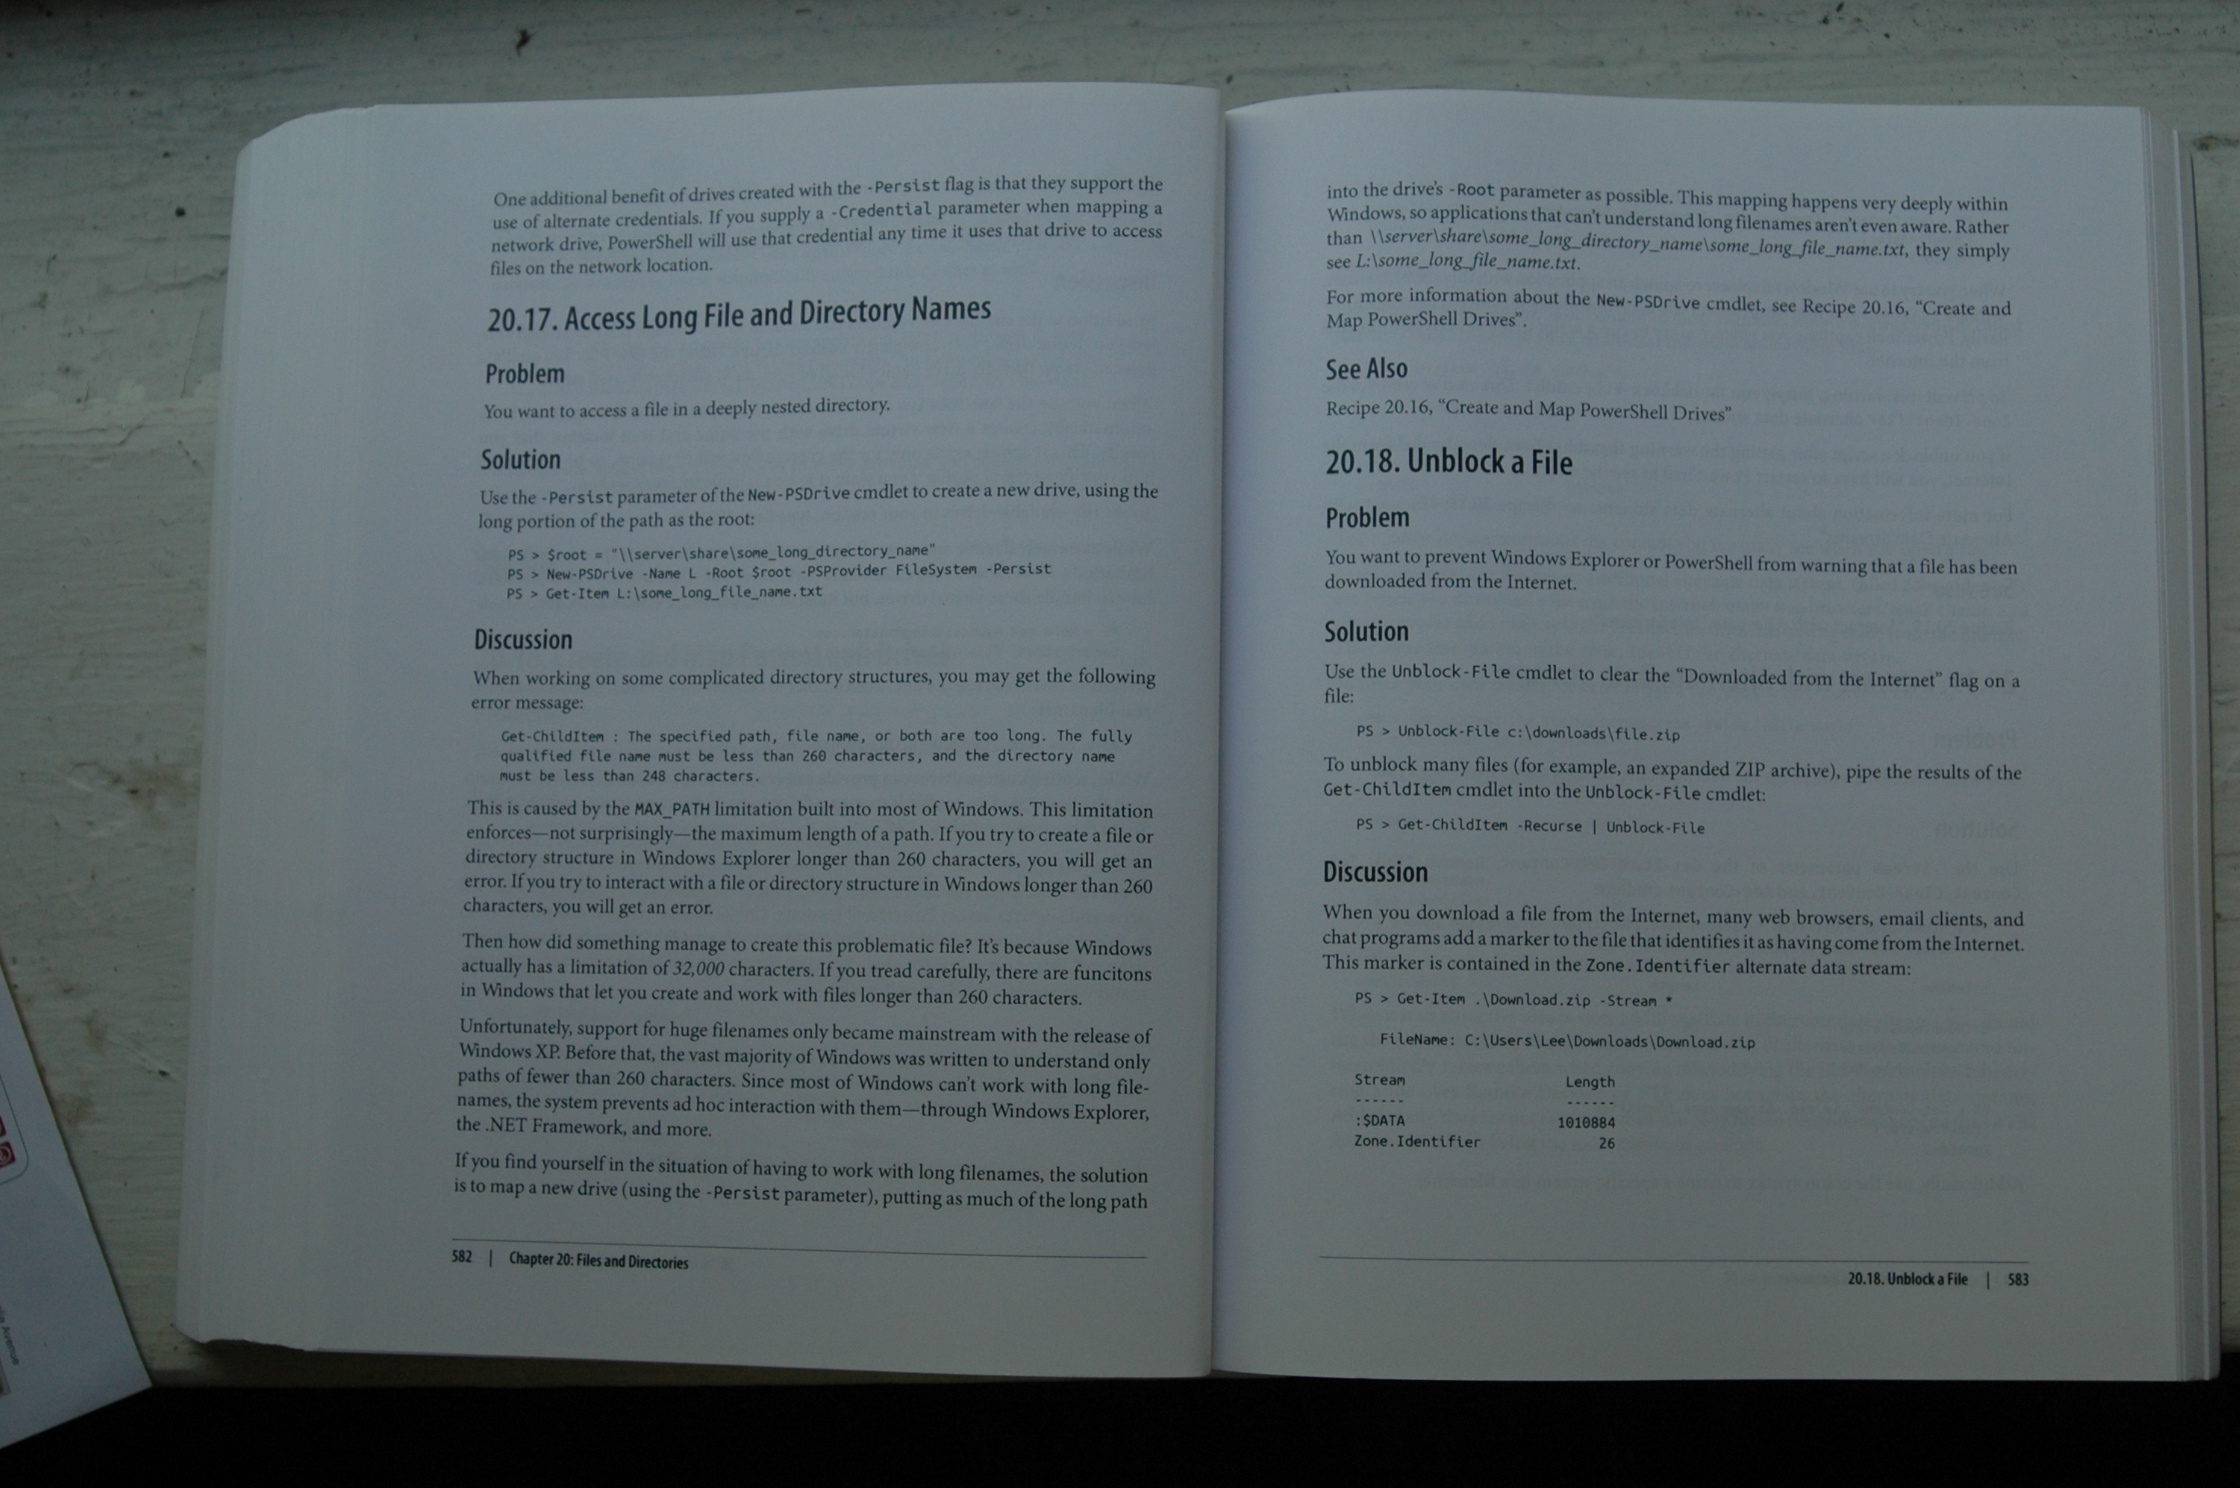 One additional benefit of drives created with the -Persist flag is that they support the
use of alternate credentials. If you supply a -Credential parameter when mapping a
network drive, PowerShell will use that credential any time it uses that drive to access
files on the network location.
20.17. Access Long File and Directory Names
Problem
You want to access a file in a deeply nested directory.
Solution
Use the -Persist parameter of the New-PSDrive cmdlet to create a new drive, using the
long portion of the path as the root:
PS > $root = "\\server\share\some_long_directory_name"
PS > New-PSDrive -Name L -Root $root -PSProvider FileSystem -Persist
PS > Get-Item L:\some_long_file_name.txt
Discussion
When working on some complicated directory structures, you may get the following
error message:
Get-ChildItem : The specified path, file name, or both are too long. The fully
qualified file name must be less than 260 characters, and the directory name
must be less than 248 characters.
This is caused by the MAX_PATH limitation built into most of Windows. This limitation
enforces—not surprisingly—the maximum length of a path. If you try to create a file or
directory structure in Windows Explorer longer than 260 characters, you will get an
error. If you try to interact with a file or directory structure in Windows longer than 260
characters, you will get an error.
Then how did something manage to create this problematic file? It's because Windows
actually has a limitation of 32,000 characters. If you tread carefully, there are funcitons
in Windows that let you create and work with files longer than 260 characters.
Unfortunately, support for huge filenames only became mainstream with the release of
Windows XP. Before that, the vast majority of Windows was written to understand only
paths of fewer than 260 characters. Since most of Windows can't work with long file-
names, the system prevents ad hoc interaction with them—through Windows Explorer,
the .NET Framework, and more.
If you find yourself in the situation of having to work with long filenames, the solution
is to map a new drive (using the -Persist parameter), putting as much of the long path
582 | Chapter 20: Files and Directories
into the drive's -Root parameter as possible. This mapping happens very deeply within
Windows, so applications that can't understand long filenames aren't even aware. Rather
than \\server\share\some_long_directory_name\some_long_file_name.txt, they simply
see L:\some_long_file_name.txt.
For more information about the New-PSDrive cmdlet, see Recipe 20.16, "Create and
Map PowerShell Drives".
See Also
Recipe 20.16, "Create and Map PowerShell Drives"
20.18. Unblock a File
Problem
You want to prevent Windows Explorer or PowerShell from warning that a file has been
downloaded from the Internet.
Solution
Use the Unblock-File cmdlet to clear the "Downloaded from the Internet" flag on a
file:
PS > Unblock-File c:\downloads\file.zip
To unblock many files (for example, an expanded ZIP archive), pipe the results of the
Get-ChildItem cmdlet into the Unblock-File cmdlet:
PS > Get-ChildItem -Recurse | Unblock-File
Discussion
When you download a file from the Internet, many web browsers, email clients, and
chat programs add a marker to the file that identifies it as having come from the Internet.
This marker is contained in the Zone.Identifier alternate data stream:
PS > Get-Item .\Download.zip -Stream *
FileName: C:\Users\Lee\Downloads\Download.zip
Stream Length
------ ------
:$DATA 1010884
Zone.Identifier 26
20.18. Unblock a File | 583
Avenue